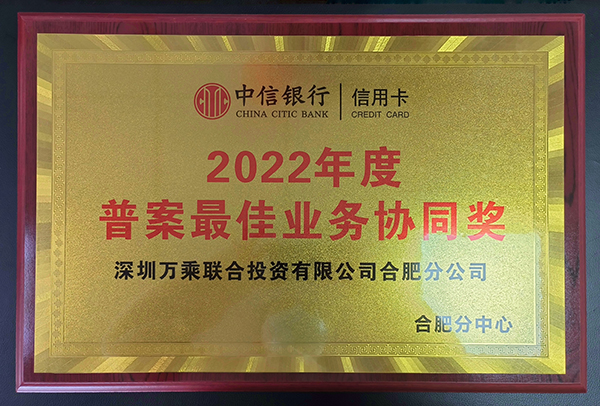 中信银行 | 信用卡
CHINA CITIC BANK CREDIT CARD
2022年度
普案最佳业务协同奖
深圳万乘联合投资有限公司合肥分公司
合肥分中心